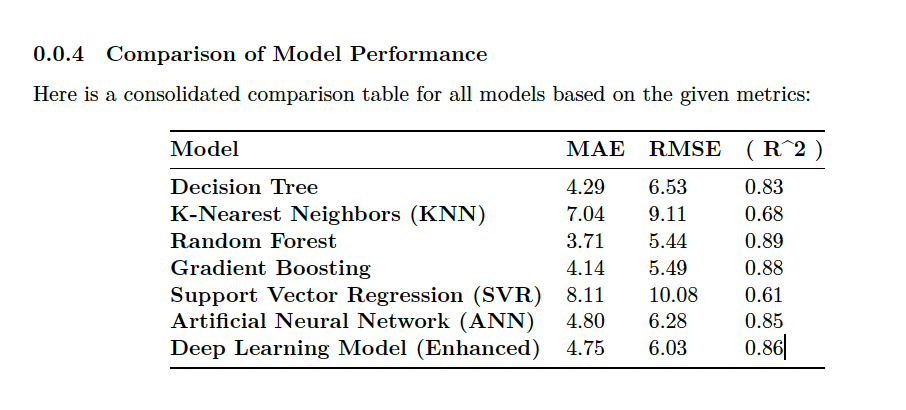 0.0.4 Comparison of Model Performance
Here is a consolidated comparison table for all models based on the given metrics:
Model MAE RMSE ( R^2 )
Decision Tree 4.29 6.53 0.83
K-Nearest Neighbors (KNN) 7.04 9.11 0.68
Random Forest 3.71 5.44 0.89
Gradient Boosting 4.14 5.49 0.88
Support Vector Regression (SVR) 8.11 10.08 0.61
Artificial Neural Network (ANN) 4.80 6.28 0.85
Deep Learning Model (Enhanced) 4.75 6.03 0.86